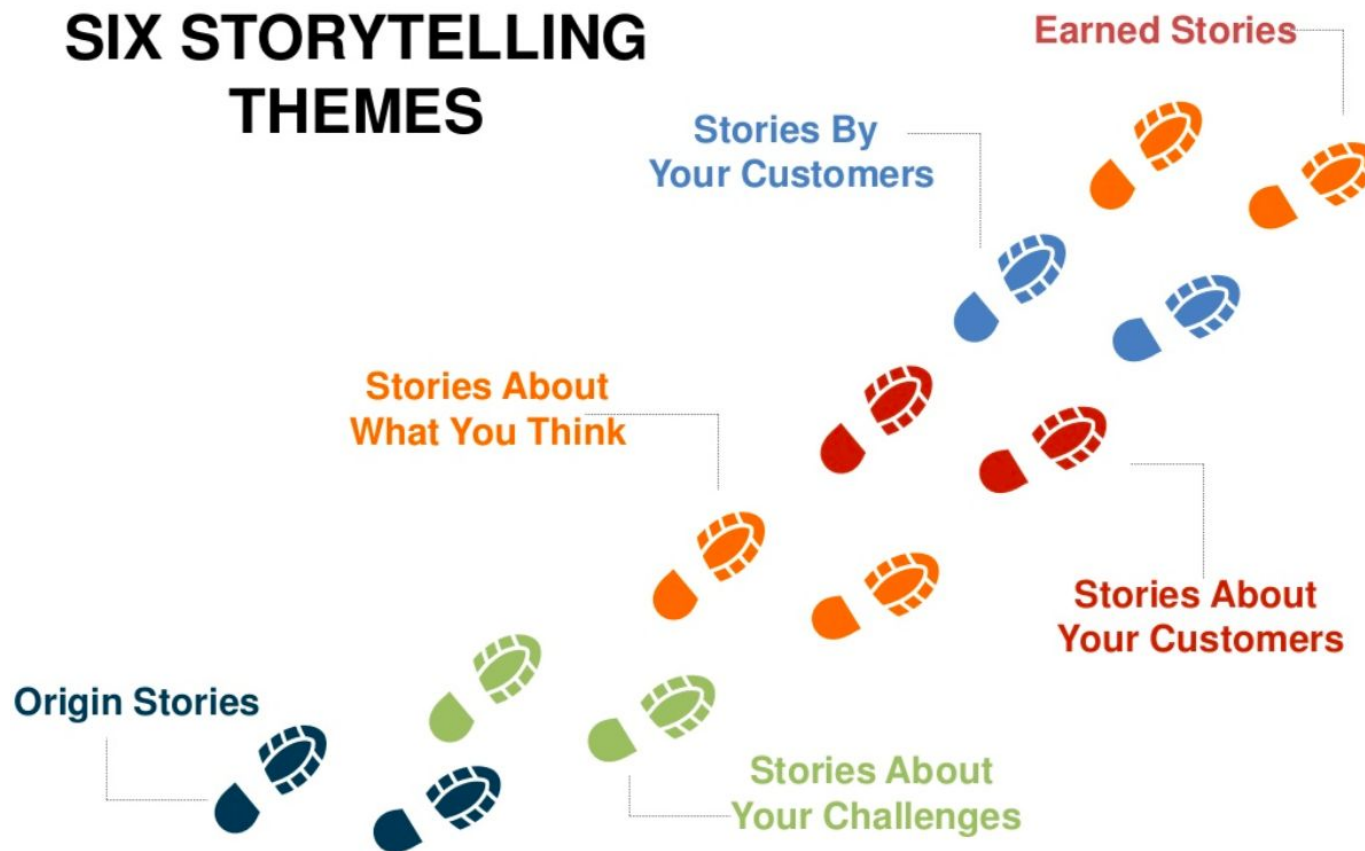 SIX STORYTELLING
THEMES
Earned Stories
Stories By
Your Customers
Stories About
What You Think
Stories About
Your Customers
Origin Stories
Stories About
Your Challenges